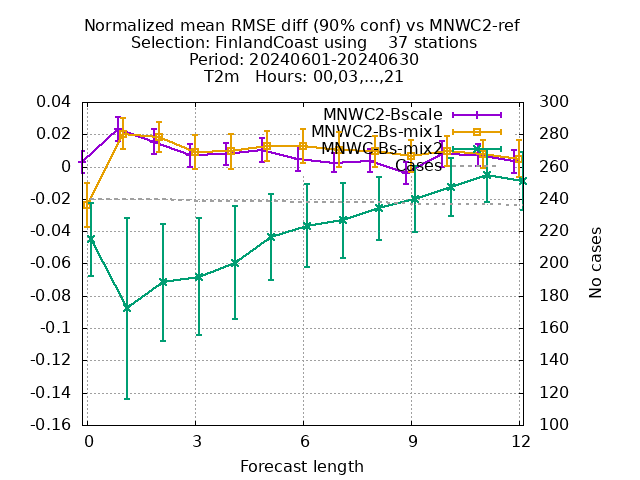 Normalized mean RMSE diff (90% conf) vs MNWC2-ref
Selection: FinlandCoast using    37 stations
Period: 20240601-20240630
T2m   Hours: 00,03,...,21
0.04
0.02
0
-0.02
-0.04
-0.06
-0.08
-0.1
-0.12
-0.14
-0.16
300
280
260
240
220
200
180
160
140
120
100
MNWC2-Bscale
MNWC2-Bs-mix1
MNWC-Bs-mix2
Cases
No cases
0 3 6 9 12
Forecast length